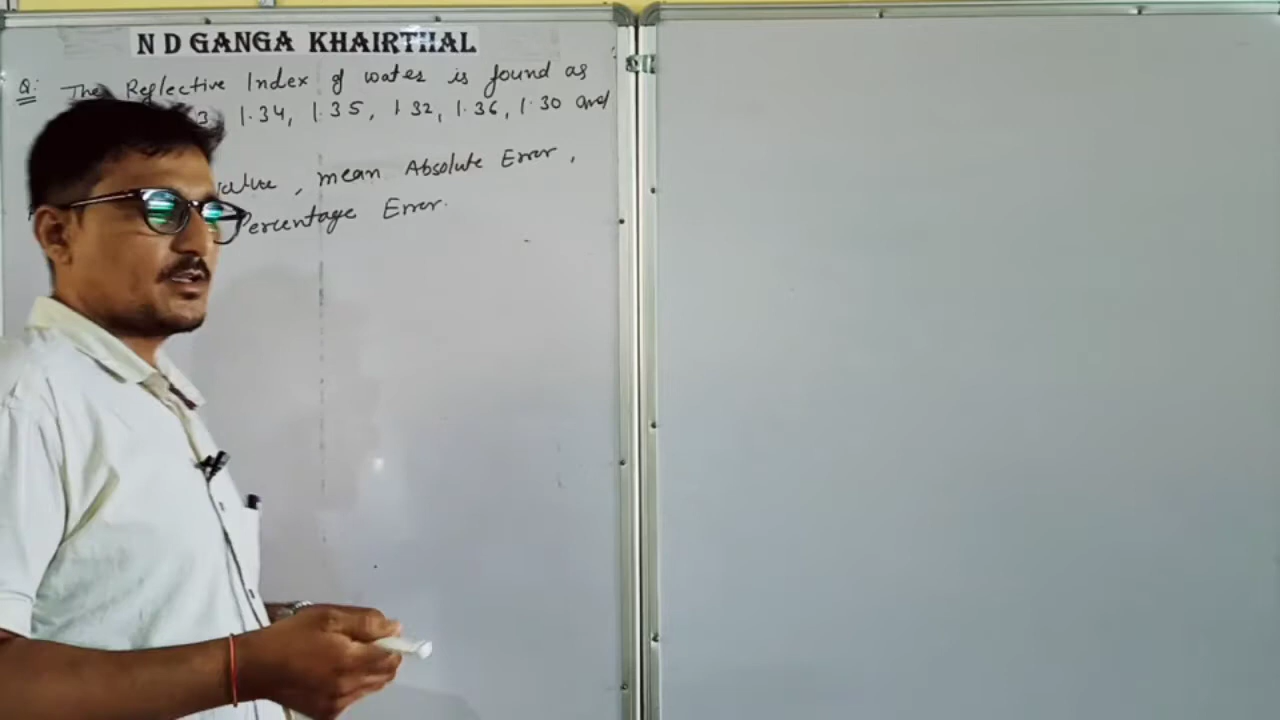 N D GANGA KHAIRTHAL
Q: The Reflective Index of water is found as
3, 1.34, 1.35, 1.32, 1.36, 1.30 and
value, mean Absolute Error,
Percentage Error.